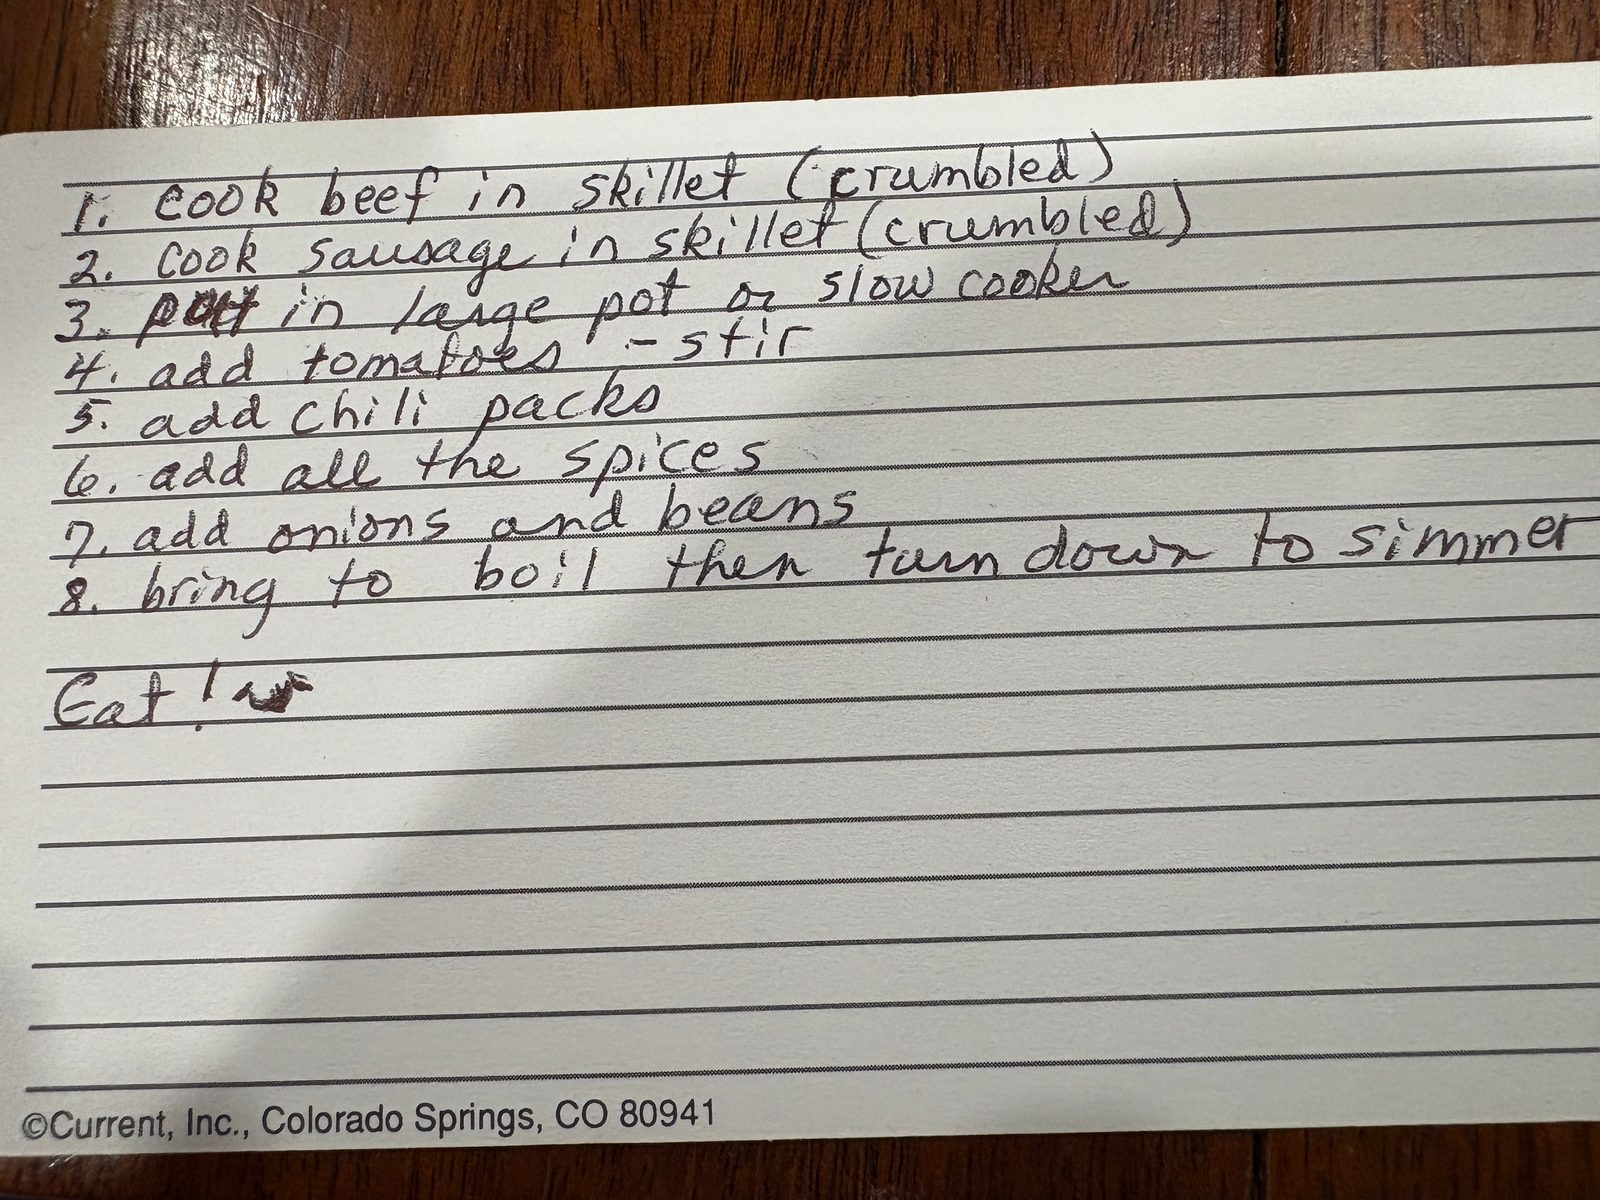 1. Cook beef in skillet (crumbled)
2. Cook sausage in skillet (crumbled)
3. put in large pot or slow cooker
4. add tomatoes - stir
5. add chili packs
6. add all the spices
7. add onions and beans
8. bring to boil then turn down to simmer
Eat!
©Current, Inc., Colorado Springs, CO 80941